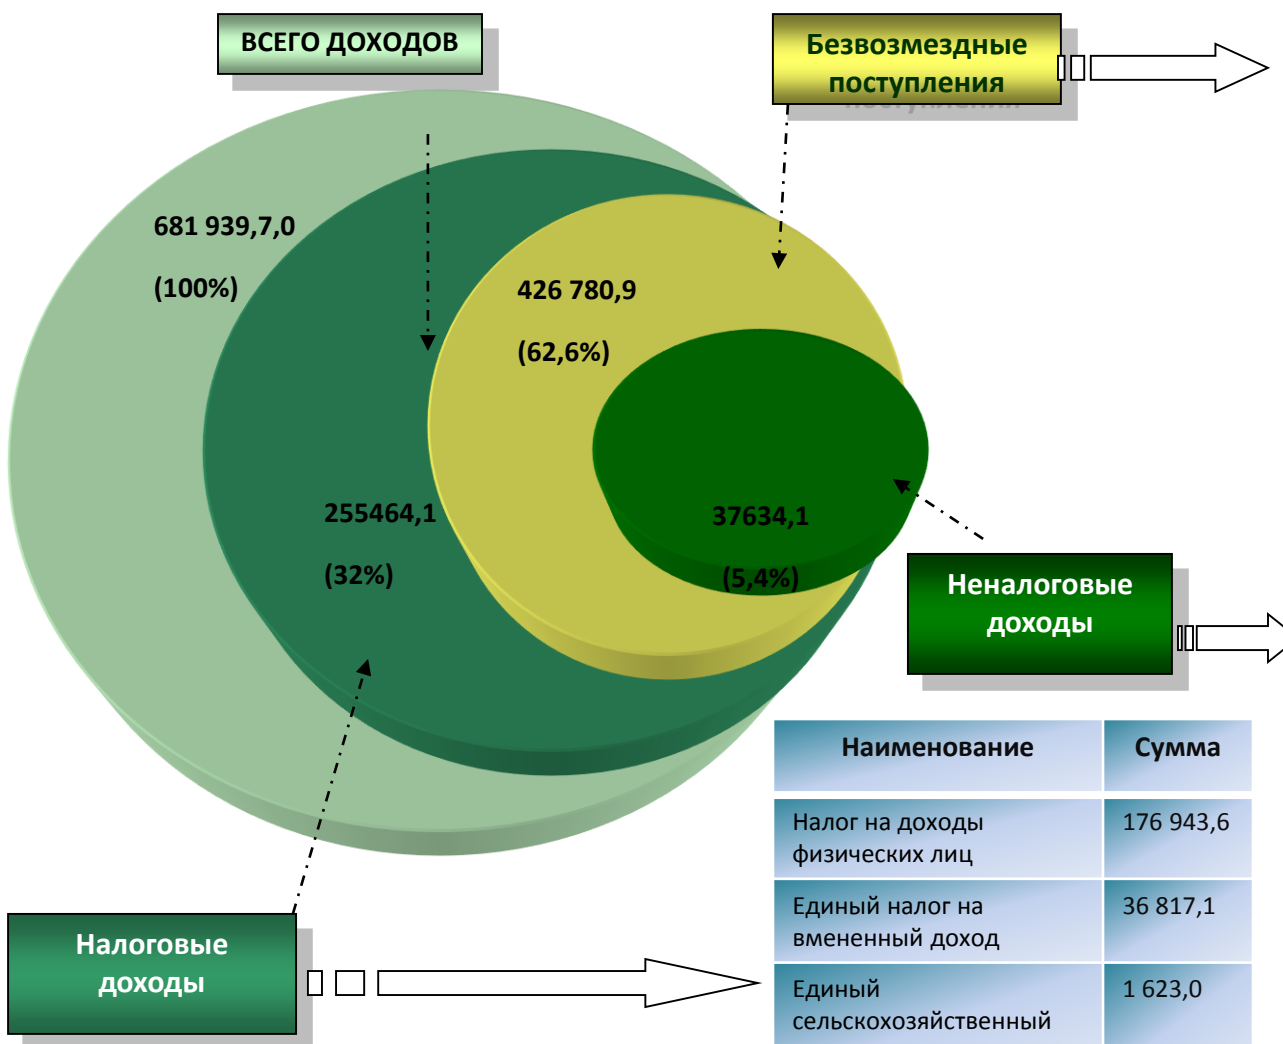 ВСЕГО ДОХОДОВ
Безвозмездные
поступления
681 939,7,0
(100%)
426 780,9
(62,6%)
255464,1
(32%)
37634,1
(5,4%)
Неналоговые
доходы
Налоговые
доходы
Наименование Сумма
Налог на доходы 176 943,6
физических лиц
Единый налог на 36 817,1
вмененный доход
Единый 1 623,0
сельскохозяйственный